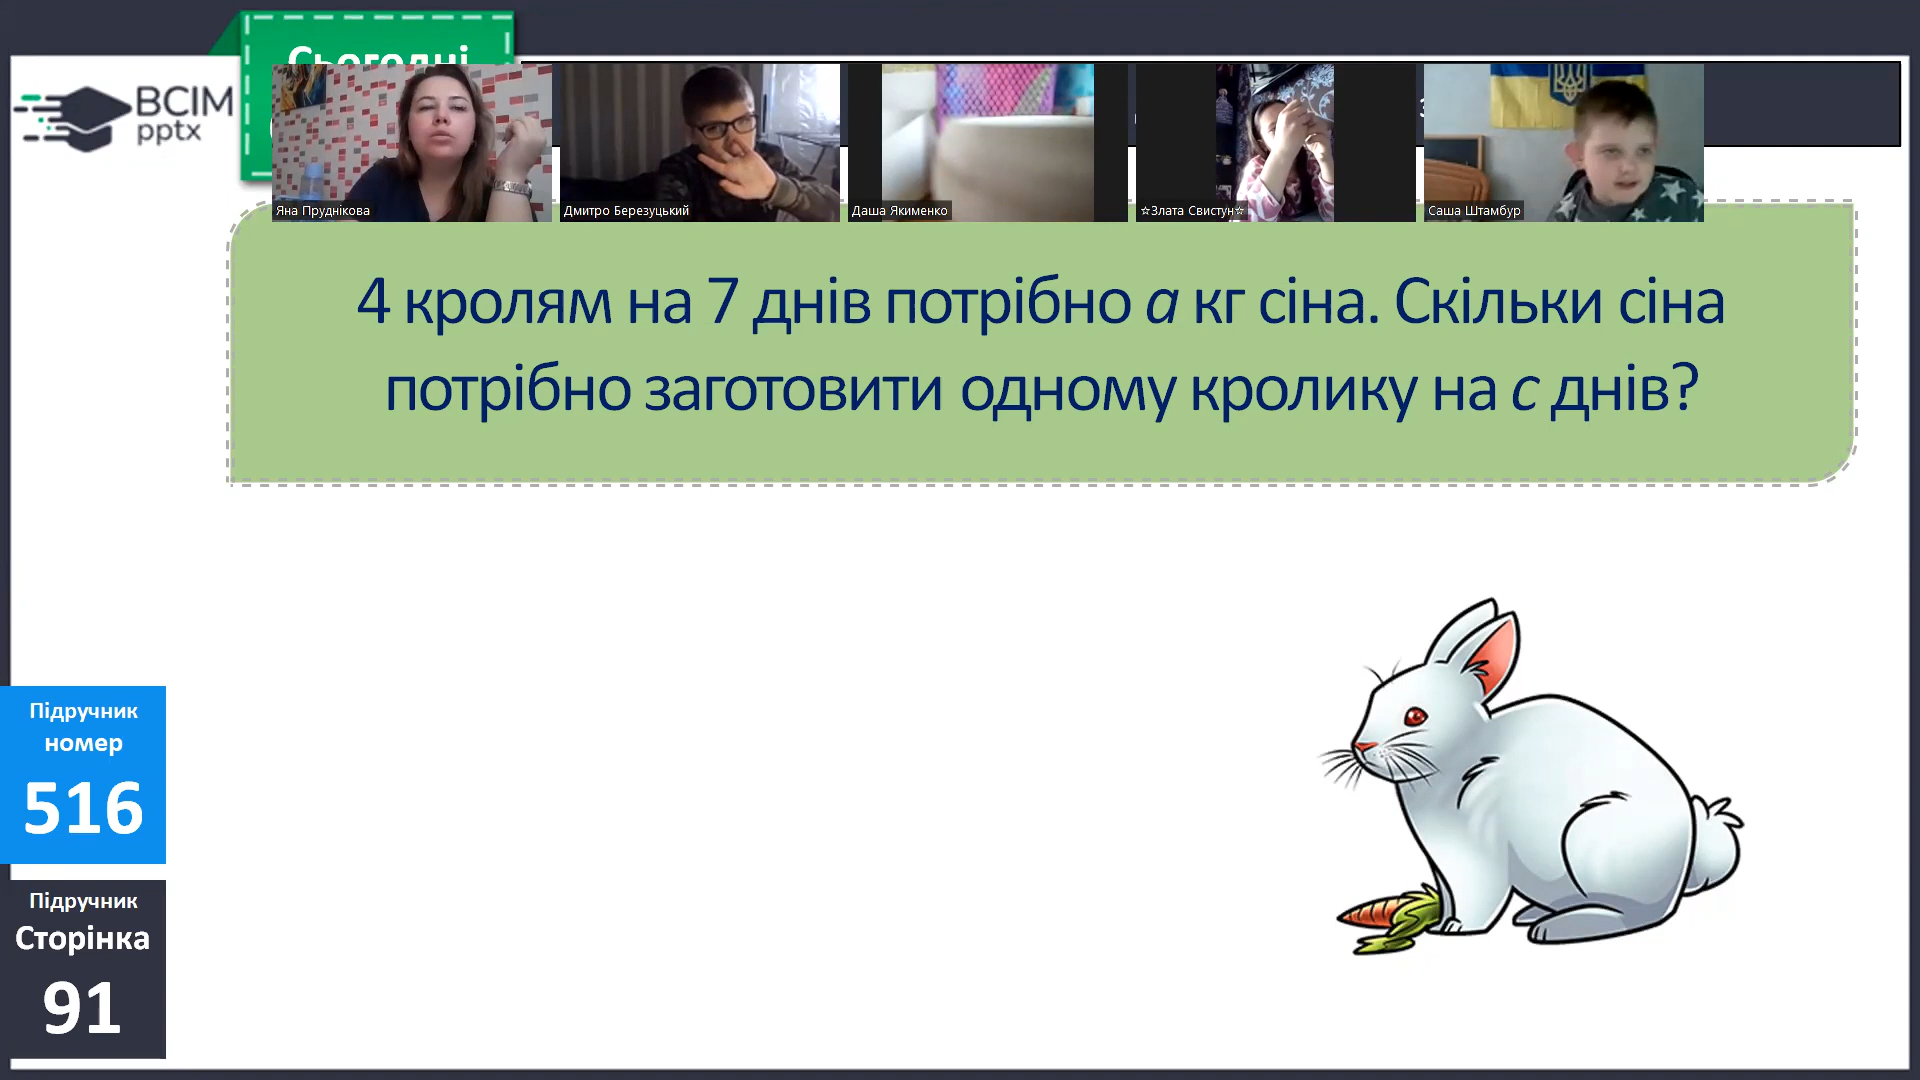 Сьогодні
ВСІМ
pptx
Яна Пруднікова
Дмитро Березуцький
Даша Якименко
☆Злата Свистун☆
Саша Штамбур
4 кролям на 7 днів потрібно а кг сіна. Скільки сіна
потрібно заготовити одному кролику на с днів?
Підручник
номер
516
Підручник
Сторінка
91